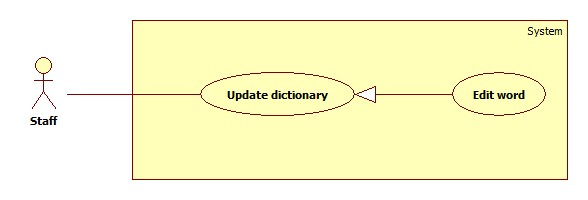 System
Update dictionary
Edit word
Staff